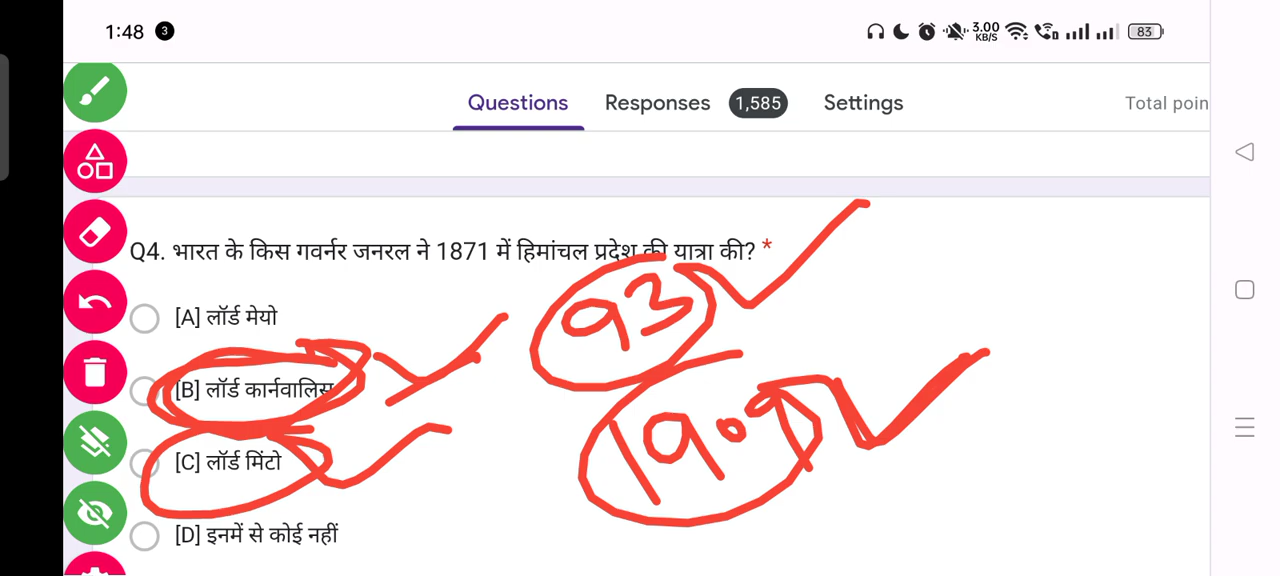 1:48 3 3.00 KB/S 83
Questions Responses 1,585 Settings Total poin
Q4. भारत के किस गवर्नर जनरल ने 1871 में हिमांचल प्रदेश की यात्रा की? *
[A] लॉर्ड मेयो
93
[B] लॉर्ड कार्नवालिस
1909
[C] लॉर्ड मिंटो
[D] इनमें से कोई नहीं